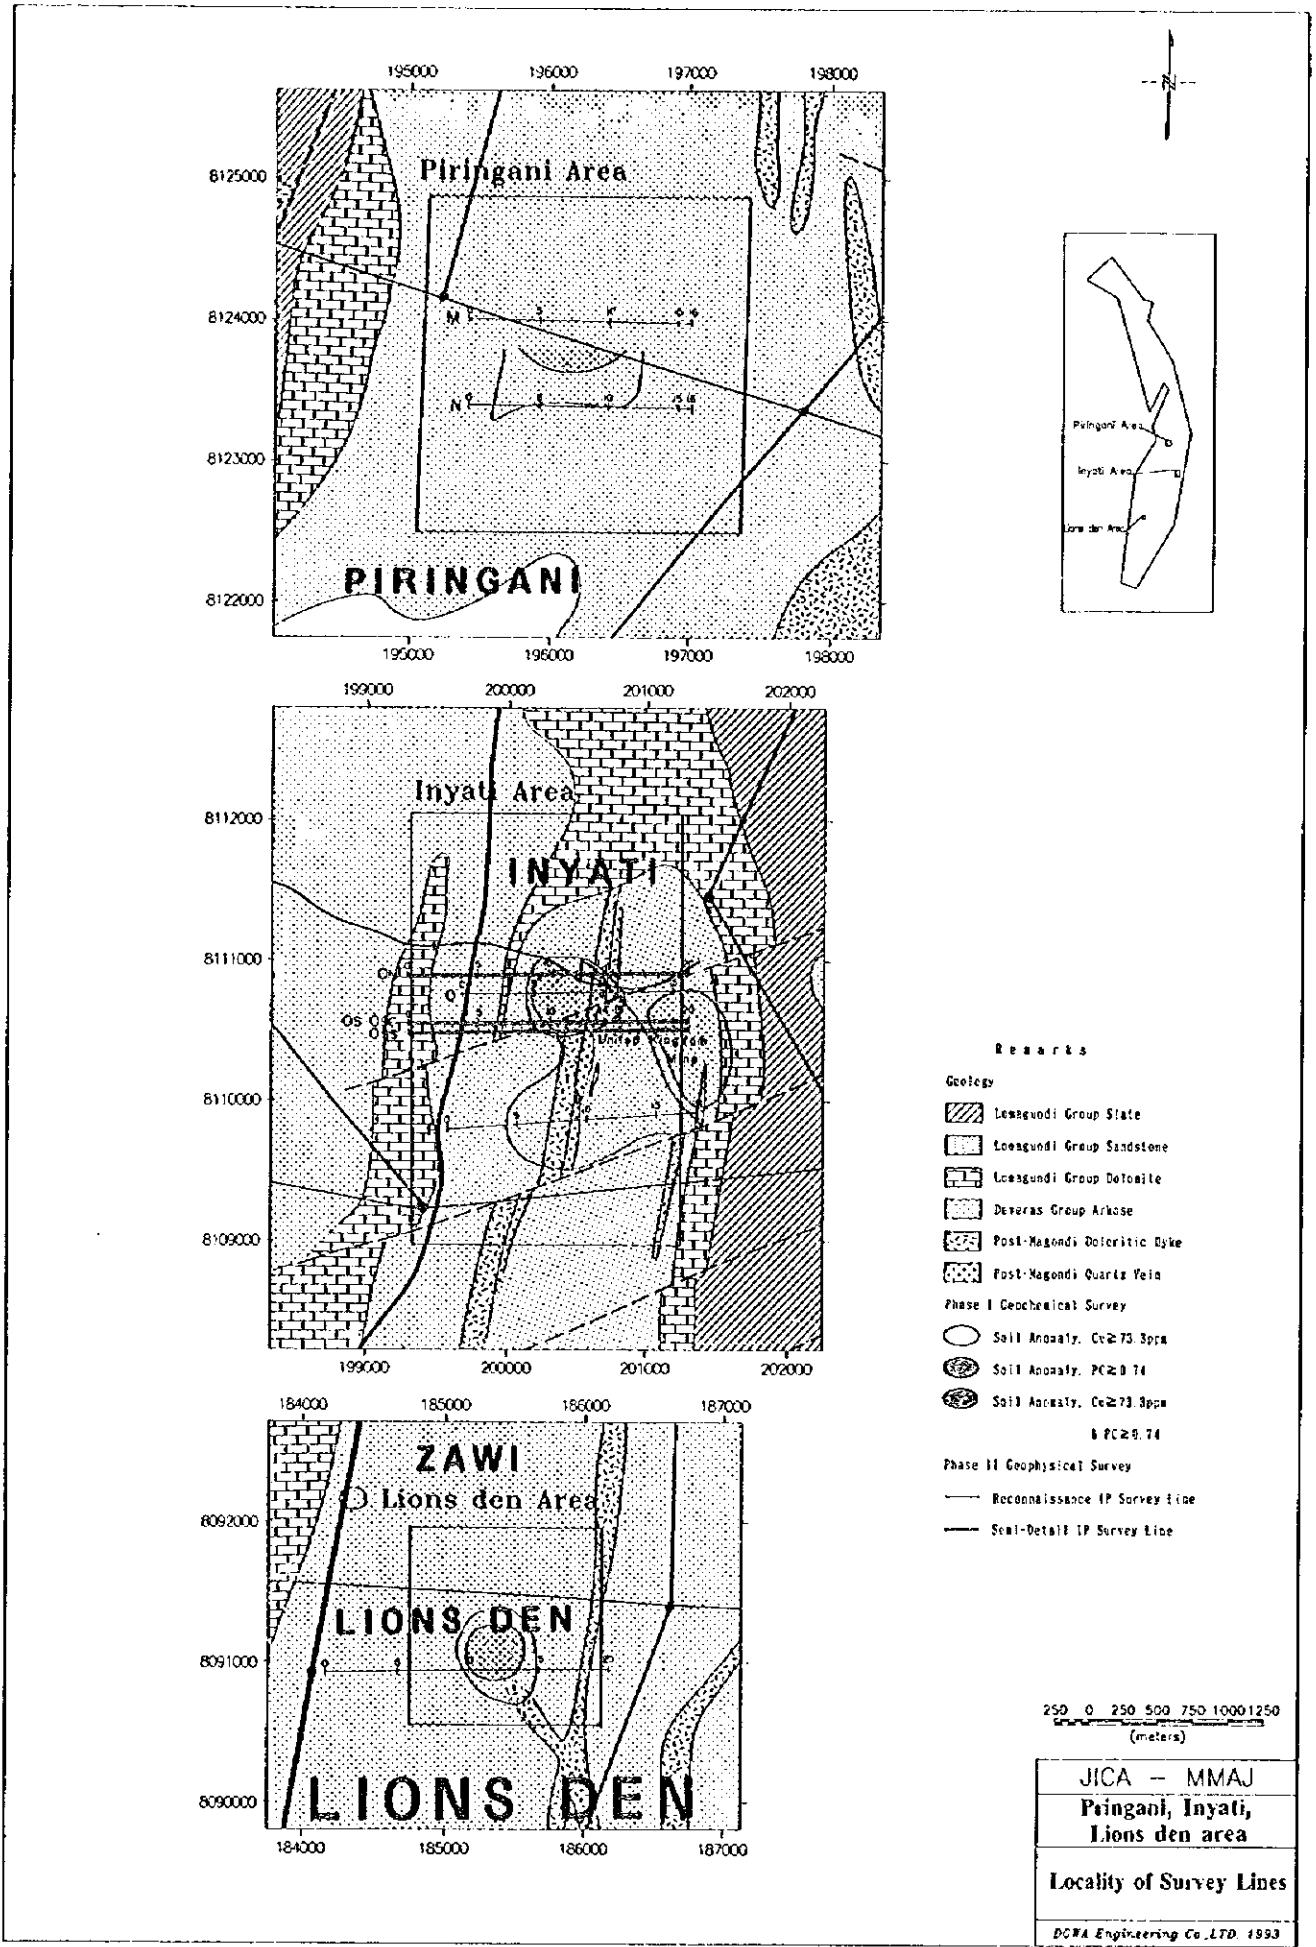 195000 196000 197000 198000
Piringani Area
8125000
8124000
8123000
8122000
M
N
PIRINGANI
195000 196000 197000 198000
Piringani Area
Inyati Area
Lions den Area
199000 200000 201000 202000
Inyati Area
INYATI
8112000
8111000
8110000
8109000
United Kingdom
Mine
199000 200000 201000 202000
184000 185000 186000 187000
ZAWI
Lions den Area
8092000
LIONS DEN
8091000
8090000
LIONS DEN
184000 185000 186000 187000
Remarks
Geology
Lomagundi Group Slate
Lomagundi Group Sandstone
Lomagundi Group Dolomite
Deweras Group Arkose
Post-Magondi Doleritic Dyke
Post-Magondi Quartz Vein
Phase I Geochemical Survey
Soil Anomaly, Cu≥73.3ppm
Soil Anomaly, PC≥0.74
Soil Anomaly, Cu≥73.3ppm
& PC≥0.74
Phase II Geophysical Survey
Reconnaissance IP Survey Line
Semi-Detail IP Survey Line
250 0 250 500 750 1000 1250
(meters)
JICA – MMAJ
Piringani, Inyati,
Lions den area
Locality of Survey Lines
DOWA Engineering Co.,LTD. 1993